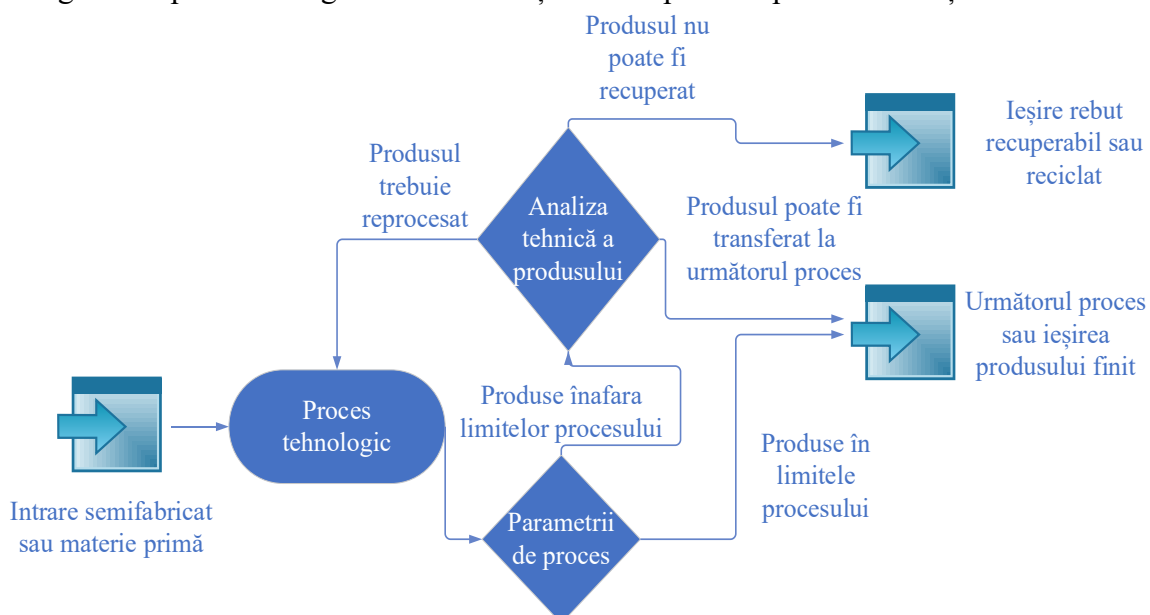 Produsul nu
poate fi
recuperat
Ieșire rebut
recuperabil sau
reciclat
Produsul
trebuie
reprocesat
Analiza
tehnică a
produsului
Produsul poate fi
transferat la
următorul proces
Următorul proces
sau ieșirea
produsului finit
Proces
tehnologic
Produse înafara
limitelor procesului
Produse în
limitele
procesului
Intrare semifabricat
sau materie primă
Parametrii
de proces